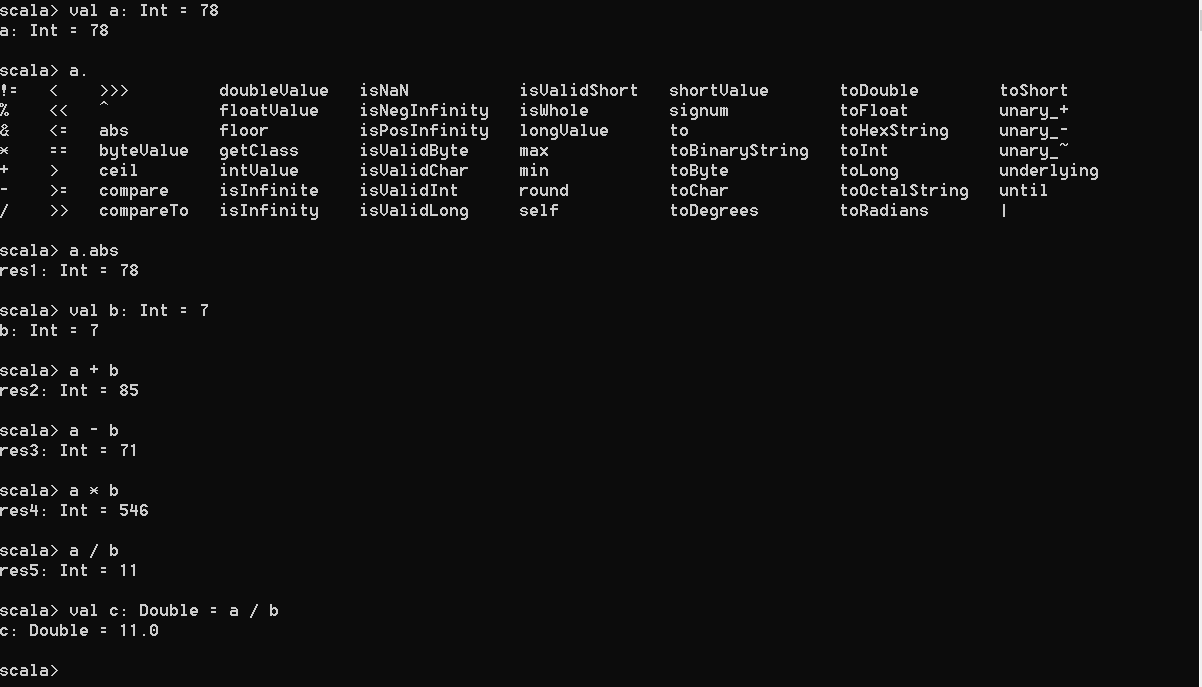 scala> val a: Int = 78
a: Int = 78
scala> a.
!=   <    >>>         doubleValue   isNaN           isValidShort   shortValue       toDouble        toShort
%    <<   ^           floatValue    isNegInfinity   isWhole        signum           toFloat         unary_+
&    <=   abs         floor         isPosInfinity   longValue      to               toHexString     unary_-
*    ==   byteValue   getClass      isValidByte     max            toBinaryString   toInt           unary_~
+    >    ceil        intValue      isValidChar     min            toByte           toLong          underlying
-    >=   compare     isInfinite    isValidInt      round          toChar           toOctalString   until
/    >>   compareTo   isInfinity    isValidLong     self           toDegrees        toRadians       |
scala> a.abs
res1: Int = 78
scala> val b: Int = 7
b: Int = 7
scala> a + b
res2: Int = 85
scala> a - b
res3: Int = 71
scala> a * b
res4: Int = 546
scala> a / b
res5: Int = 11
scala> val c: Double = a / b
c: Double = 11.0
scala>